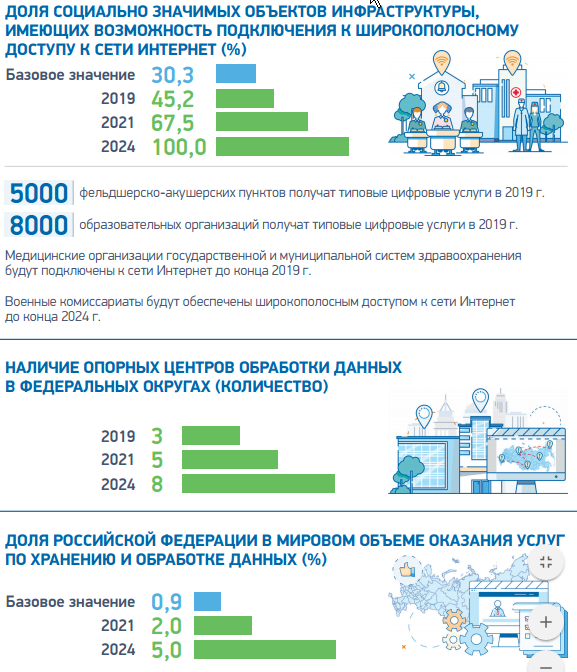 ДОЛЯ СОЦИАЛЬНО ЗНАЧИМЫХ ОБЪЕКТОВ ИНФРАСТРУКТУРЫ,
ИМЕЮЩИХ ВОЗМОЖНОСТЬ ПОДКЛЮЧЕНИЯ К ШИРОКОПОЛОСНОМУ
ДОСТУПУ К СЕТИ ИНТЕРНЕТ (%)
Базовое значение 30,3
2019 45,2
2021 67,5
2024 100,0
5000 фельдшерско-акушерских пунктов получат типовые цифровые услуги в 2019 г.
8000 образовательных организаций получат типовые цифровые услуги в 2019 г.
Медицинские организации государственной и муниципальной систем здравоохранения
будут подключены к сети Интернет до конца 2019 г.
Военные комиссариаты будут обеспечены широкополосным доступом к сети Интернет
до конца 2024 г.
НАЛИЧИЕ ОПОРНЫХ ЦЕНТРОВ ОБРАБОТКИ ДАННЫХ
В ФЕДЕРАЛЬНЫХ ОКРУГАХ (КОЛИЧЕСТВО)
2019 3
2021 5
2024 8
ДОЛЯ РОССИЙСКОЙ ФЕДЕРАЦИИ В МИРОВОМ ОБЪЕМЕ ОКАЗАНИЯ УСЛУГ
ПО ХРАНЕНИЮ И ОБРАБОТКЕ ДАННЫХ (%)
Базовое значение 0,9
2021 2,0
2024 5,0